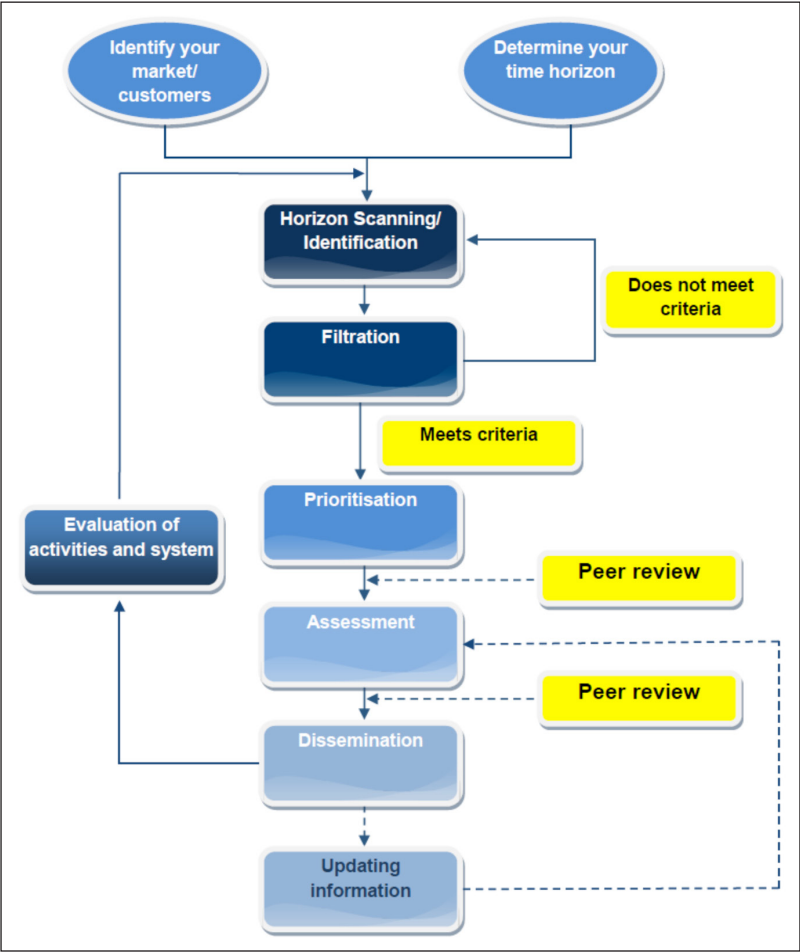 Identify your
market/
customers
Determine your
time horizon
Horizon Scanning/
Identification
Does not meet
criteria
Filtration
Meets criteria
Prioritisation
Evaluation of
activities and system
Peer review
Assessment
Peer review
Dissemination
Updating
information